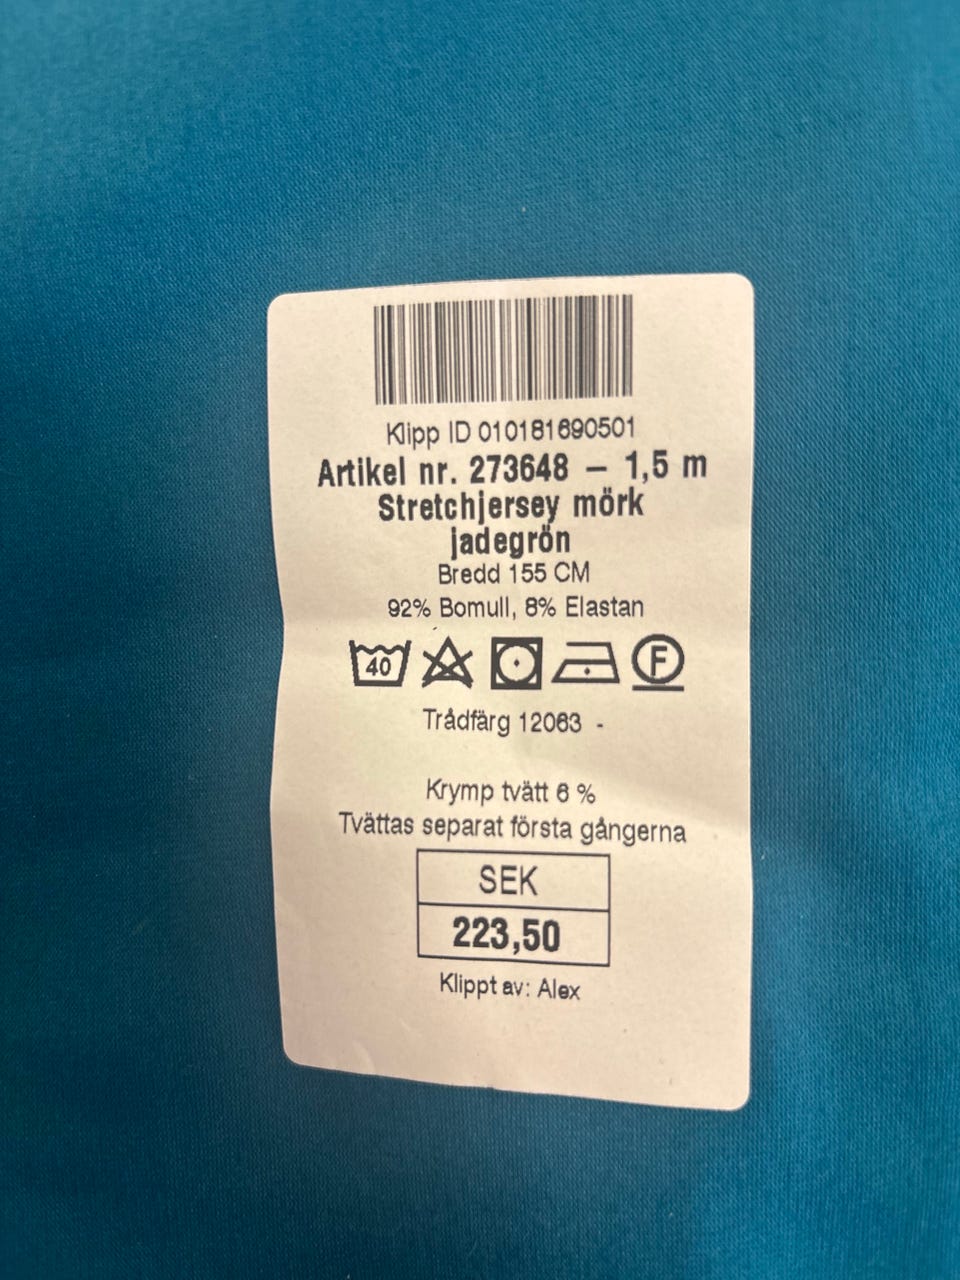 Klipp ID 010181690501
Artikel nr. 273648 – 1,5 m
Stretchjersey mörk
jadegrön
Bredd 155 CM
92% Bomull, 8% Elastan
40 F
Trådfärg 12063 -
Krymp tvätt 6 %
Tvättas separat första gångerna
SEK
223,50
Klippt av: Alex